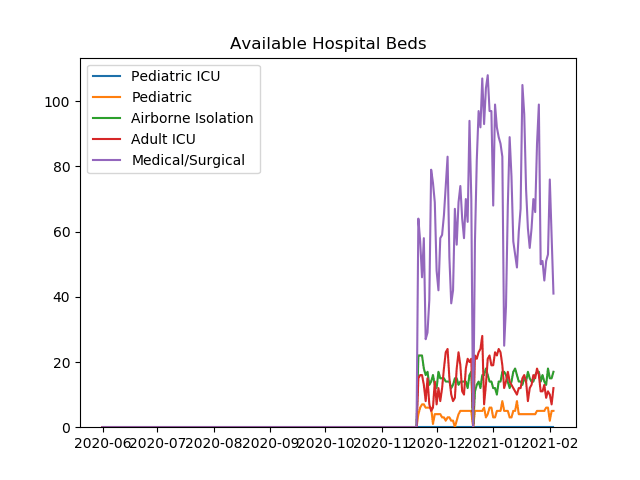 Available Hospital Beds
Pediatric ICU
Pediatric
Airborne Isolation
Adult ICU
Medical/Surgical
100
80
60
40
20
0
2020-06 2020-07 2020-08 2020-09 2020-10 2020-11 2020-12 2021-01 2021-02